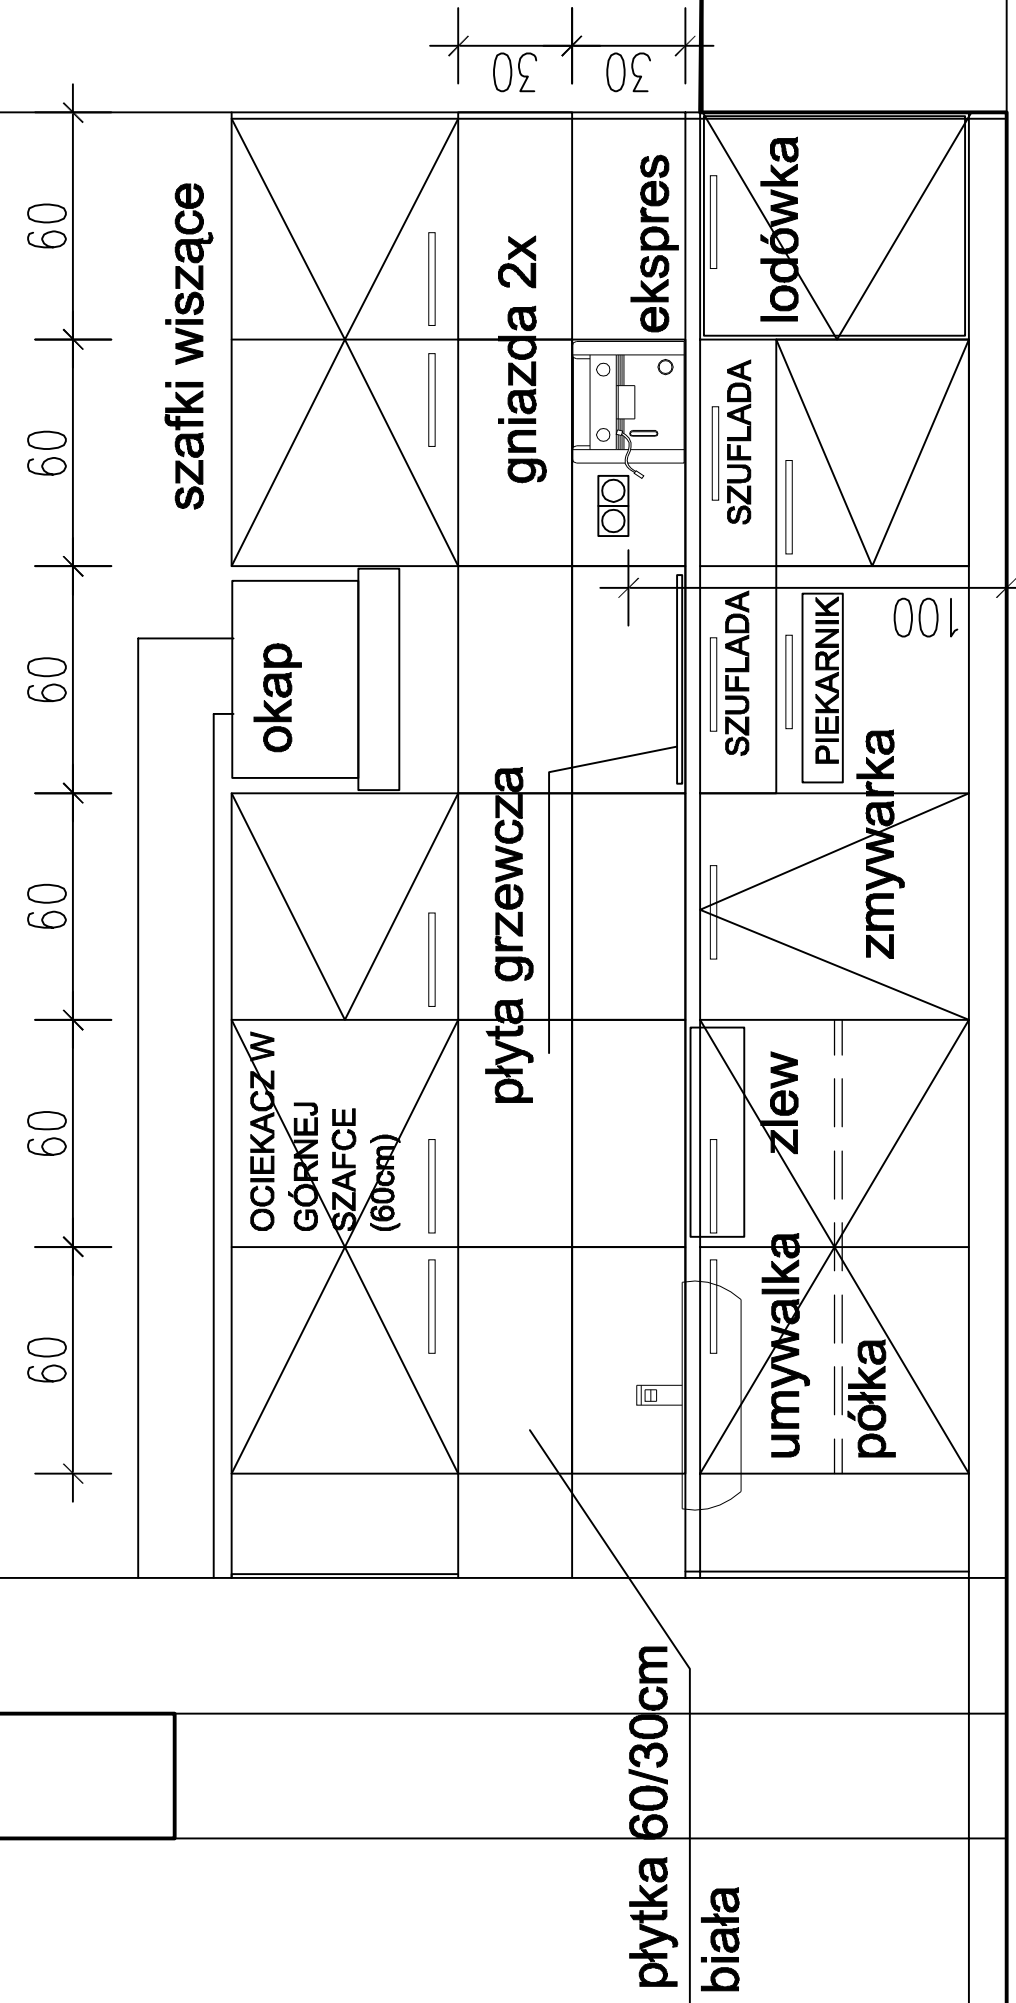 60
60
60
60
60
60
szafki wiszące
OCIEKACZ W
GÓRNEJ
SZAFCE
(60cm)
okap
płyta grzewcza
gniazda 2x
30
30
ekspres
płytka 60/30cm
biała
umywalka
zlew
półka
zmywarka
SZUFLADA
PIEKARNIK
SZUFLADA
lodówka
100